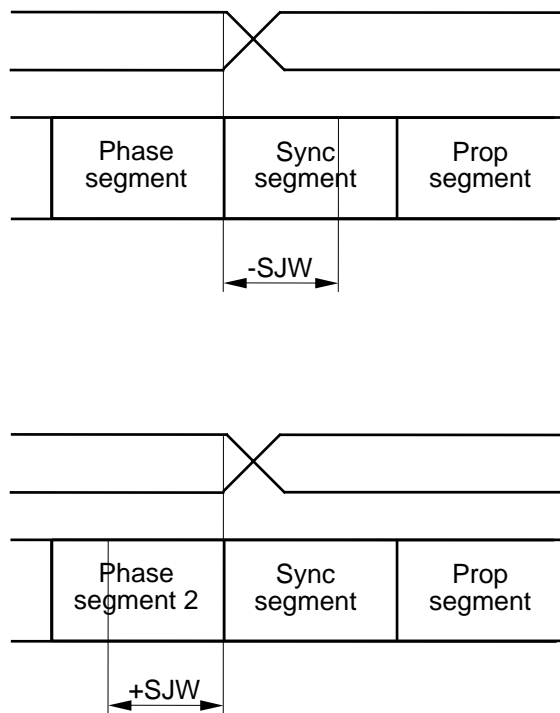 Phase
segment
Sync
segment
Prop
segment
-SJW
Phase
segment 2
Sync
segment
Prop
segment
+SJW